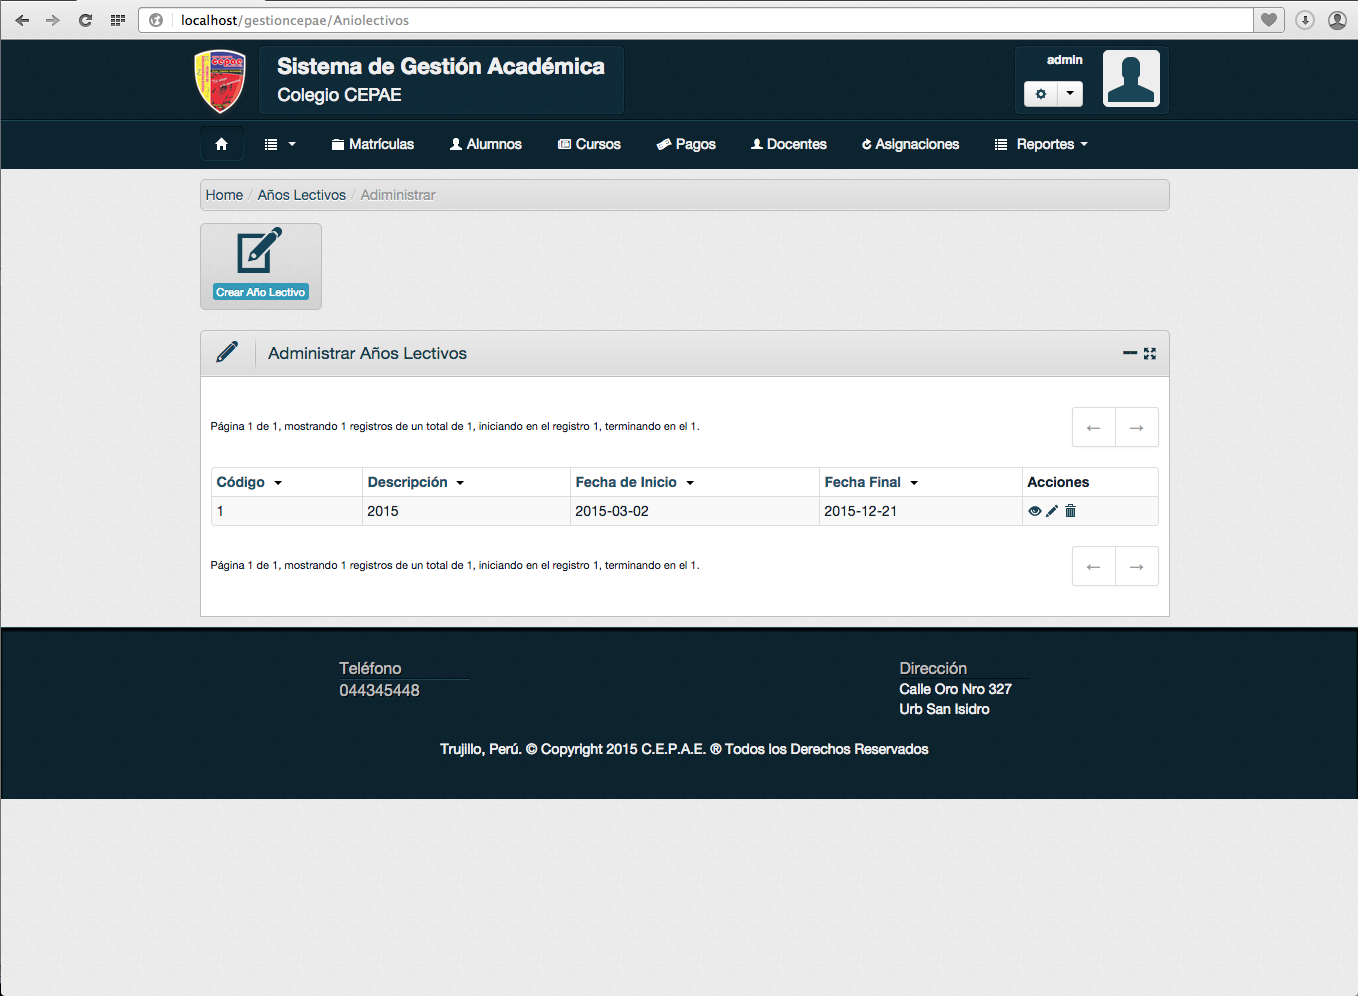 localhost/gestioncepae/Aniolectivos
cepae
Sistema de Gestión Académica
Colegio CEPAE
admin
Matrículas Alumnos Cursos Pagos Docentes Asignaciones Reportes
Home / Años Lectivos / Adiministrar
Crear Año Lectivo
Administrar Años Lectivos
Página 1 de 1, mostrando 1 registros de un total de 1, iniciando en el registro 1, terminando en el 1.
← →
Código Descripción Fecha de Inicio Fecha Final Acciones
1 2015 2015-03-02 2015-12-21
Página 1 de 1, mostrando 1 registros de un total de 1, iniciando en el registro 1, terminando en el 1.
← →
Teléfono
044345448
Dirección
Calle Oro Nro 327
Urb San Isidro
Trujillo, Perú. © Copyright 2015 C.E.P.A.E. ® Todos los Derechos Reservados